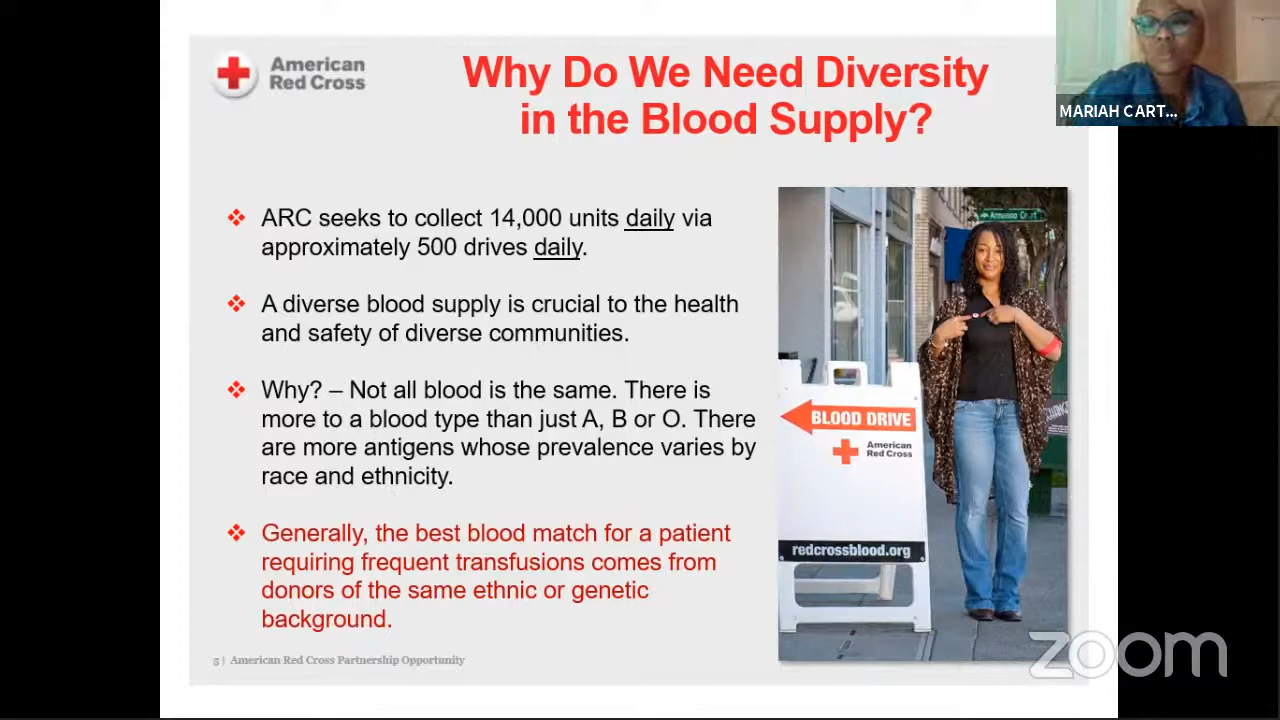 American
Red Cross
Why Do We Need Diversity
in the Blood Supply?
MARIAH CART...
❖ ARC seeks to collect 14,000 units daily via
approximately 500 drives daily.
❖ A diverse blood supply is crucial to the health
and safety of diverse communities.
❖ Why? – Not all blood is the same. There is
more to a blood type than just A, B or O. There
are more antigens whose prevalence varies by
race and ethnicity.
❖ Generally, the best blood match for a patient
requiring frequent transfusions comes from
donors of the same ethnic or genetic
background.
BLOOD DRIVE
American
Red Cross
redcrossblood.org
5 | American Red Cross Partnership Opportunity
zoom